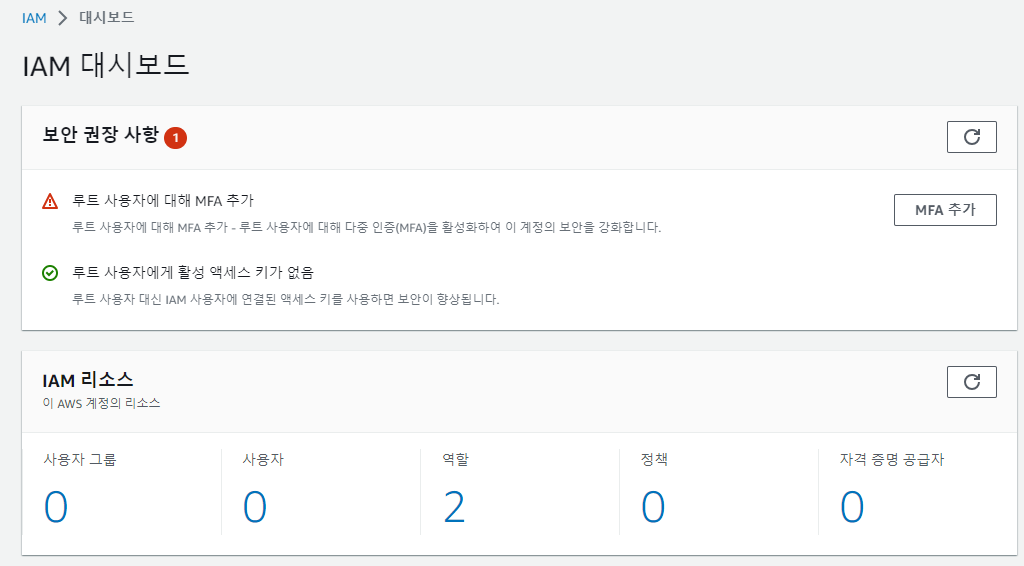 IAM > 대시보드
IAM 대시보드
보안 권장 사항 1
루트 사용자에 대해 MFA 추가
루트 사용자에 대해 MFA 추가 - 루트 사용자에 대해 다중 인증(MFA)을 활성화하여 이 계정의 보안을 강화합니다.
MFA 추가
루트 사용자에게 활성 액세스 키가 없음
루트 사용자 대신 IAM 사용자에 연결된 액세스 키를 사용하면 보안이 향상됩니다.
IAM 리소스
이 AWS 계정의 리소스
사용자 그룹 사용자 역할 정책 자격 증명 공급자
0 0 2 0 0